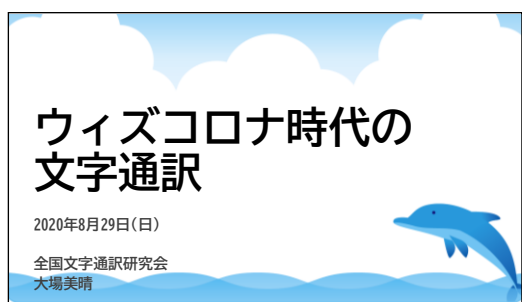 ウィズコロナ時代の
文字通訳
2020年8月29日(日)
全国文字通訳研究会
大場美晴